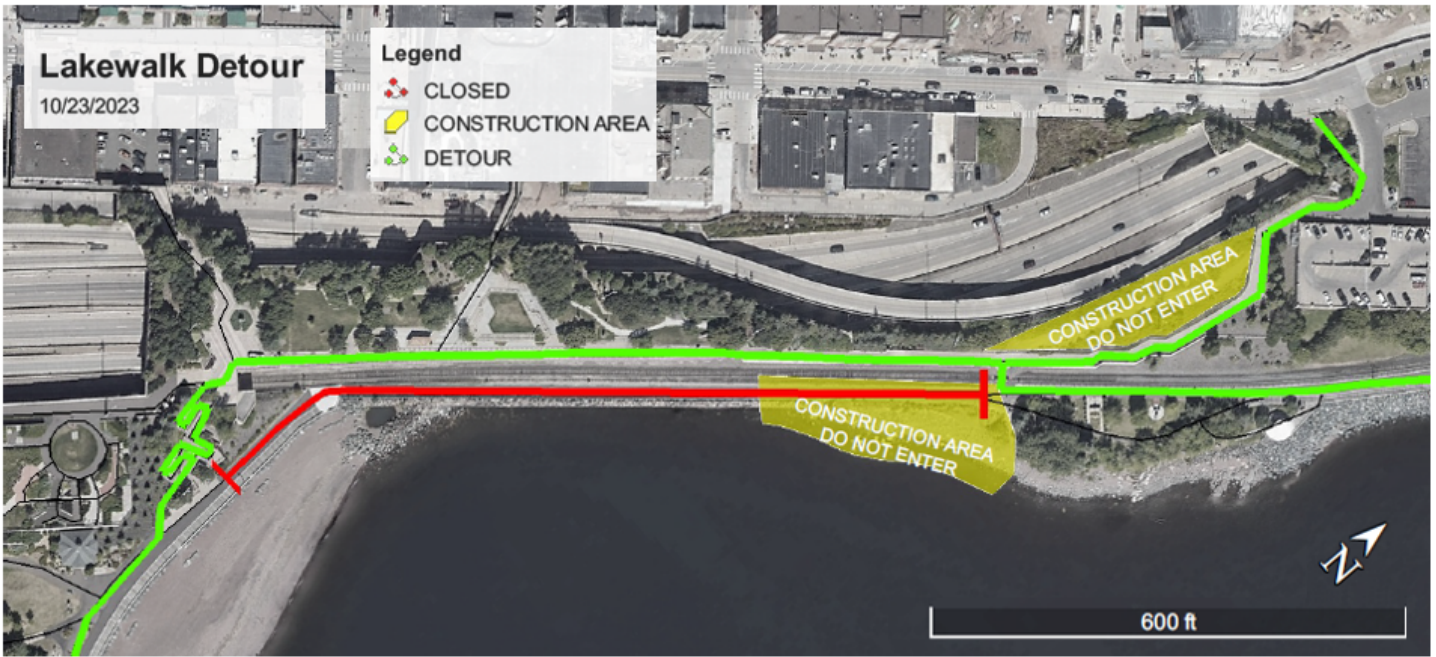 Lakewalk Detour
10/23/2023
Legend
CLOSED
CONSTRUCTION AREA
DETOUR
CONSTRUCTION AREA
DO NOT ENTER
CONSTRUCTION AREA
DO NOT ENTER
N
600 ft